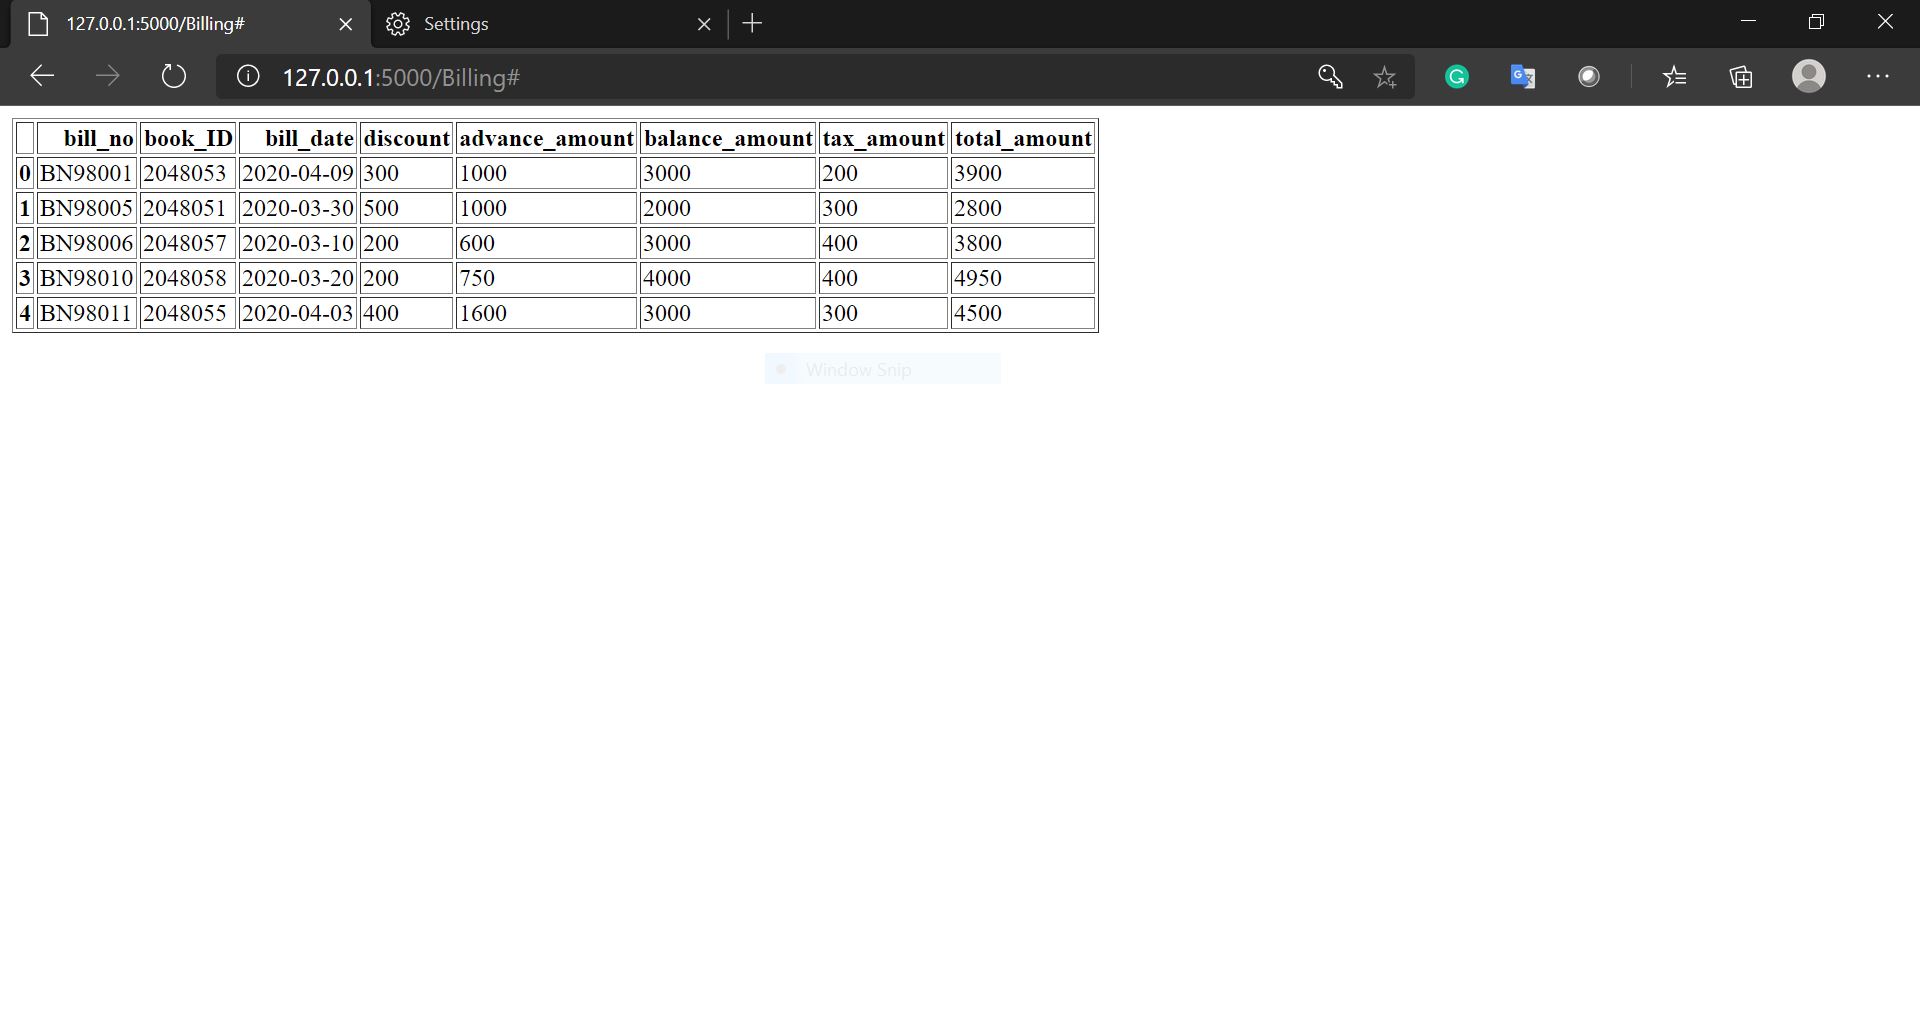 127.0.0.1:5000/Billing# Settings
127.0.0.1:5000/Billing#
bill_no book_ID bill_date discount advance_amount balance_amount tax_amount total_amount
0 BN98001 2048053 2020-04-09 300 1000 3000 200 3900
1 BN98005 2048051 2020-03-30 500 1000 2000 300 2800
2 BN98006 2048057 2020-03-10 200 600 3000 400 3800
3 BN98010 2048058 2020-03-20 200 750 4000 400 4950
4 BN98011 2048055 2020-04-03 400 1600 3000 300 4500
Window Snip